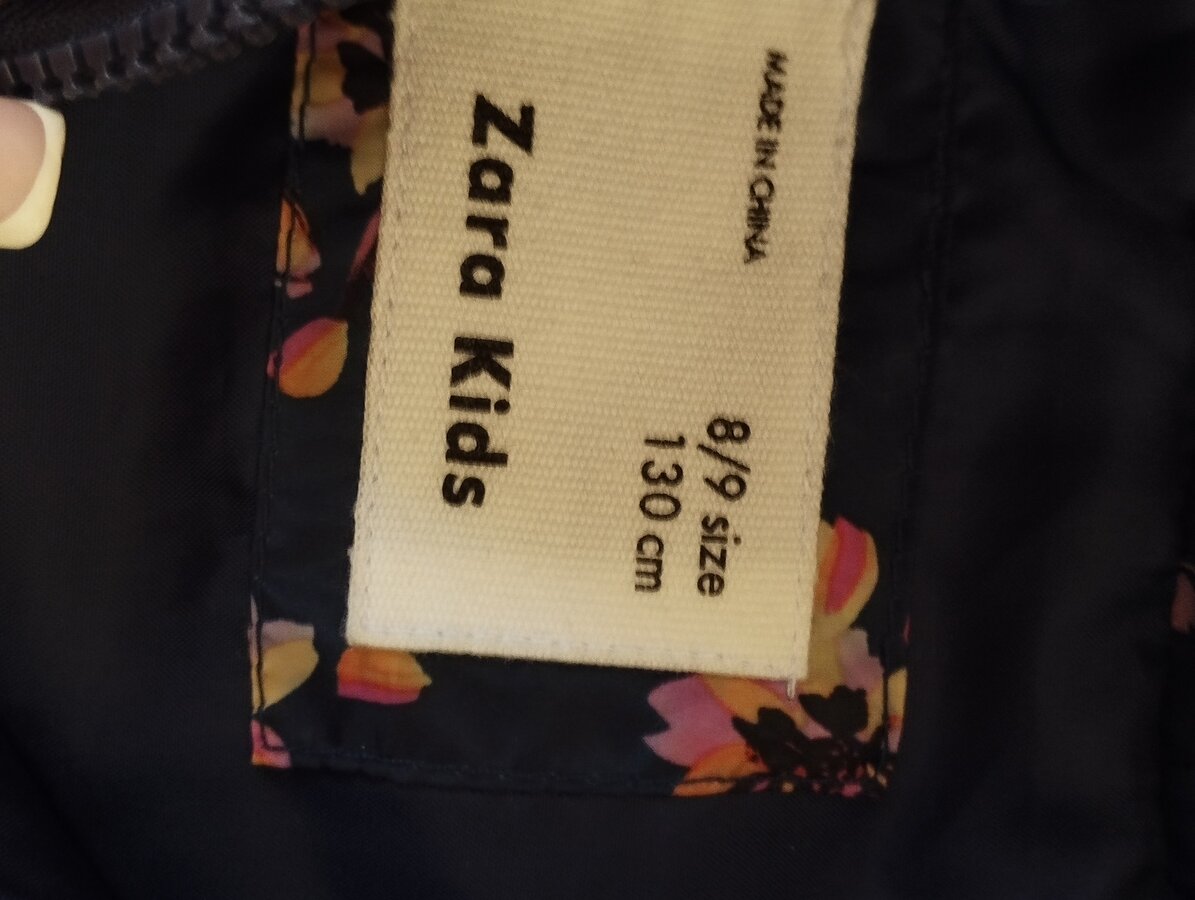 MADE IN CHINA
8/9 size
130 cm
Zara Kids